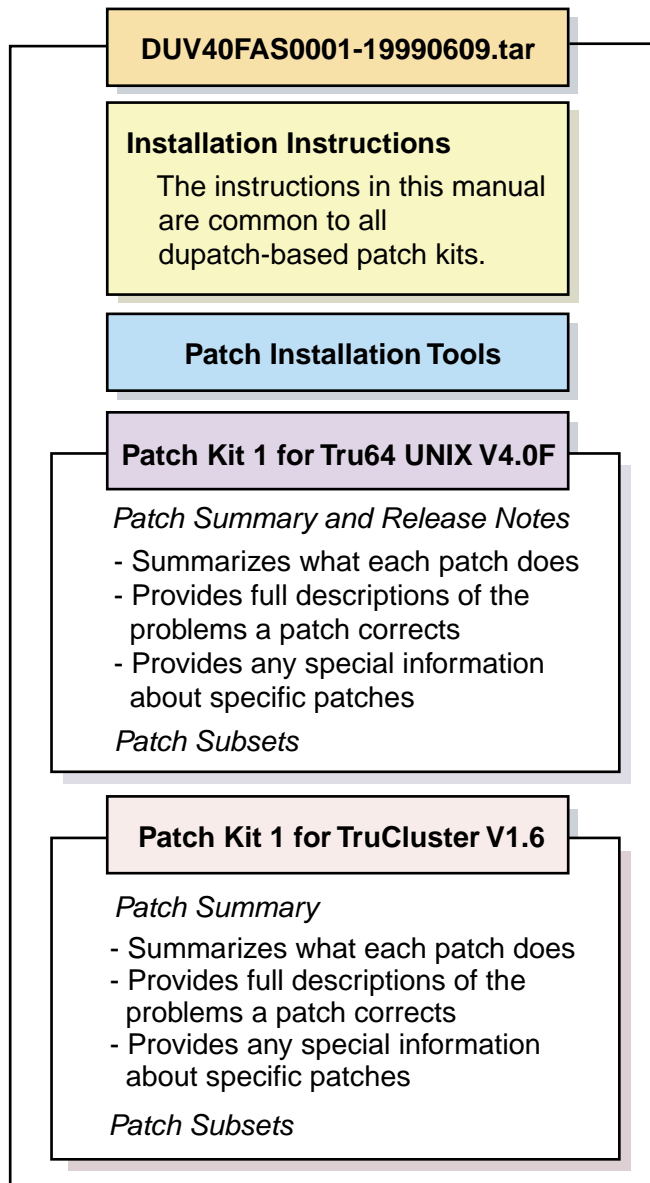 DUV40FAS0001-19990609.tar
Installation Instructions
The instructions in this manual
are common to all
dupatch-based patch kits.
Patch Installation Tools
Patch Kit 1 for Tru64 UNIX V4.0F
Patch Summary and Release Notes
- Summarizes what each patch does
- Provides full descriptions of the
problems a patch corrects
- Provides any special information
about specific patches
Patch Subsets
Patch Kit 1 for TruCluster V1.6
Patch Summary
- Summarizes what each patch does
- Provides full descriptions of the
problems a patch corrects
- Provides any special information
about specific patches
Patch Subsets